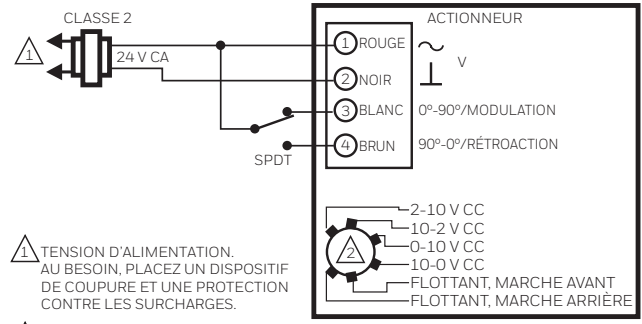 CLASSE 2
24 V CA
1
ACTIONNEUR
1 ROUGE
V
2 NOIR
3 BLANC 0º-90º/MODULATION
4 BRUN 90º-0º/RÉTROACTION
SPDT
2-10 V CC
10-2 V CC
0-10 V CC
10-0 V CC
FLOTTANT, MARCHE AVANT
FLOTTANT, MARCHE ARRIÈRE
2
1 TENSION D'ALIMENTATION.
AU BESOIN, PLACEZ UN DISPOSITIF
DE COUPURE ET UNE PROTECTION
CONTRE LES SURCHARGES.